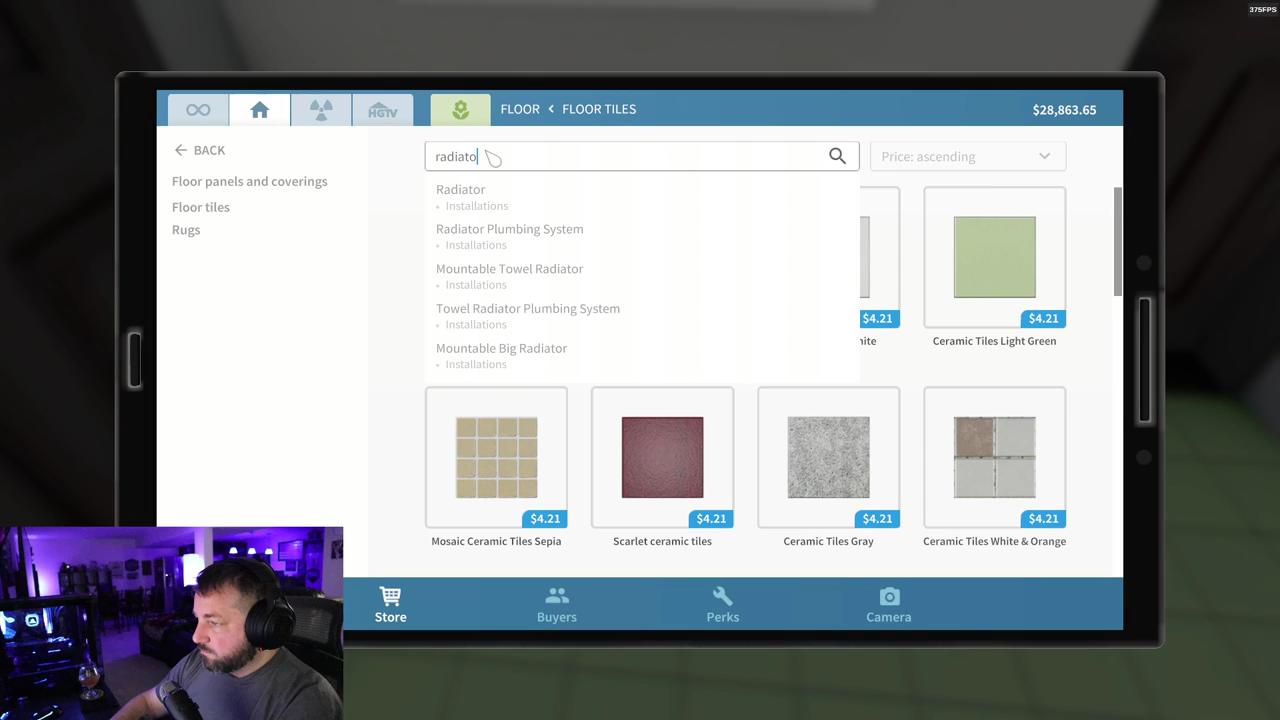 375FPS
HGTV
FLOOR < FLOOR TILES
$28,863.65
BACK
Floor panels and coverings
Floor tiles
Rugs
radiato
Price: ascending
Radiator
• Installations
Radiator Plumbing System
• Installations
Mountable Towel Radiator
• Installations
Towel Radiator Plumbing System
• Installations
Mountable Big Radiator
• Installations
$4.21
$4.21
Ceramic Tiles Light Green
$4.21
$4.21
$4.21
$4.21
Mosaic Ceramic Tiles Sepia
Scarlet ceramic tiles
Ceramic Tiles Gray
Ceramic Tiles White & Orange
Store
Buyers
Perks
Camera